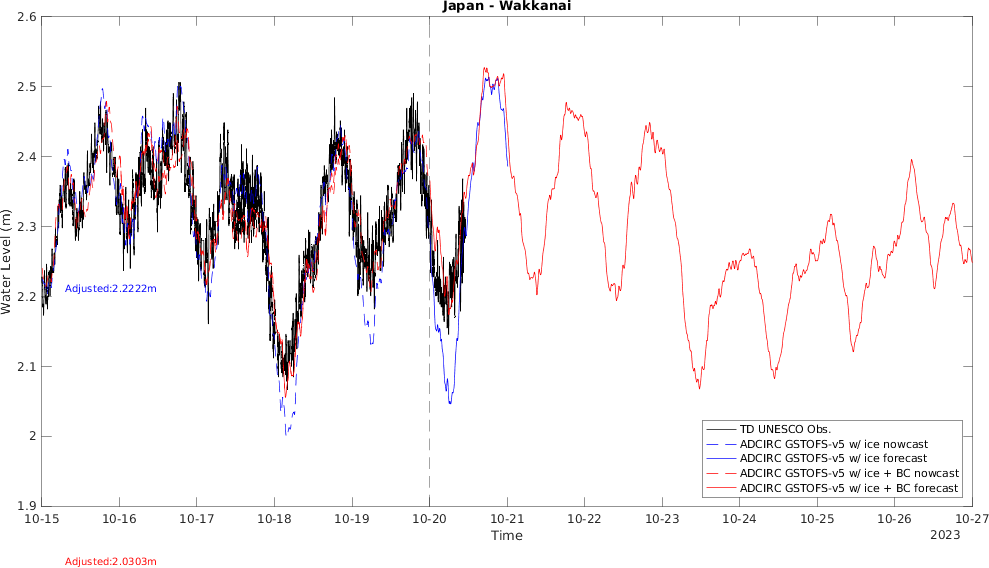 Japan - Wakkanai
2.6
2.5
2.4
2.3
2.2
2.1
2
1.9
Water Level (m)
Adjusted:2.2222m
TD UNESCO Obs.
ADCIRC GSTOFS-v5 w/ ice nowcast
ADCIRC GSTOFS-v5 w/ ice forecast
ADCIRC GSTOFS-v5 w/ ice + BC nowcast
ADCIRC GSTOFS-v5 w/ ice + BC forecast
10-15 10-16 10-17 10-18 10-19 10-20 10-21 10-22 10-23 10-24 10-25 10-26 10-27
Time
2023
Adjusted:2.0303m